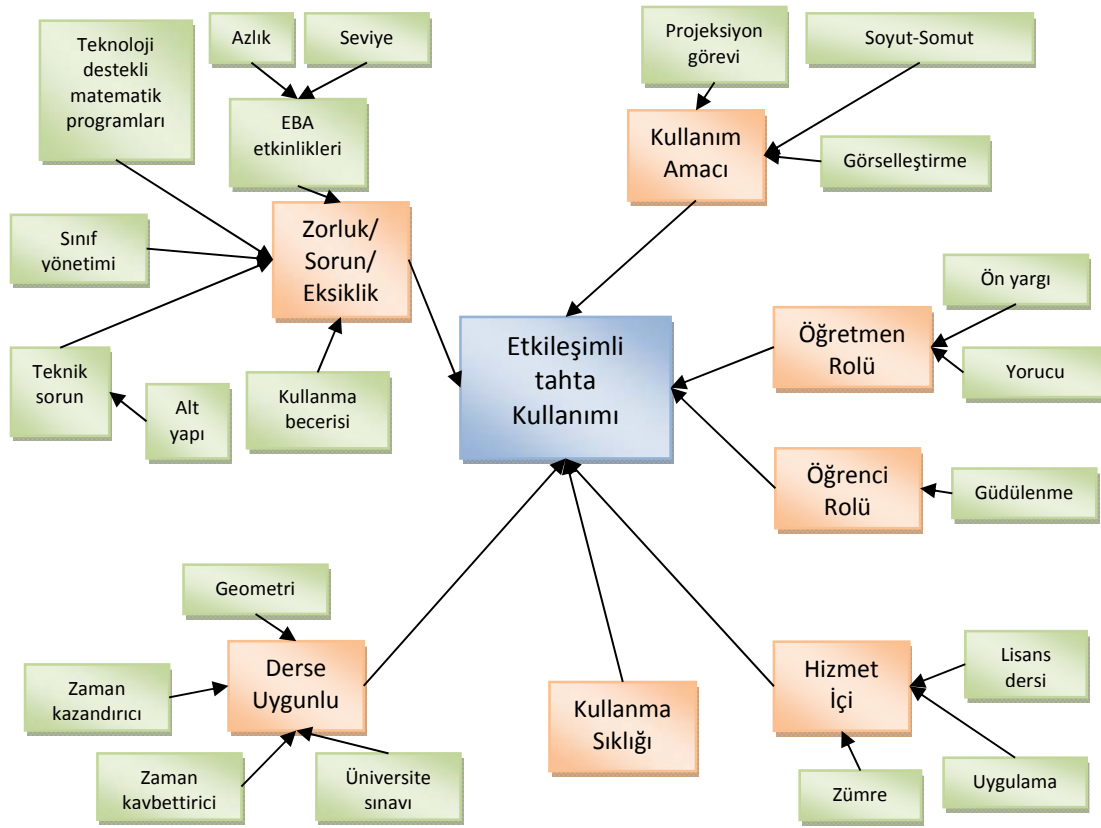 Teknoloji
destekli
matematik
programları
Azlık
Seviye
EBA
etkinlikleri
Sınıf
yönetimi
Zorluk/
Sorun/
Eksiklik
Teknik
sorun
Alt
yapı
Kullanma
becerisi
Projeksiyon
görevi
Soyut-Somut
Kullanım
Amacı
Görselleştirme
Etkileşimli
tahta
Kullanımı
Ön yargı
Öğretmen
Rolü
Yorucu
Öğrenci
Rolü
Güdülenme
Geometri
Derse
Uygunlu
Zaman
kazandırıcı
Zaman
kavbettirici
Üniversite
sınavı
Kullanma
Sıklığı
Hizmet
İçi
Lisans
dersi
Zümre
Uygulama